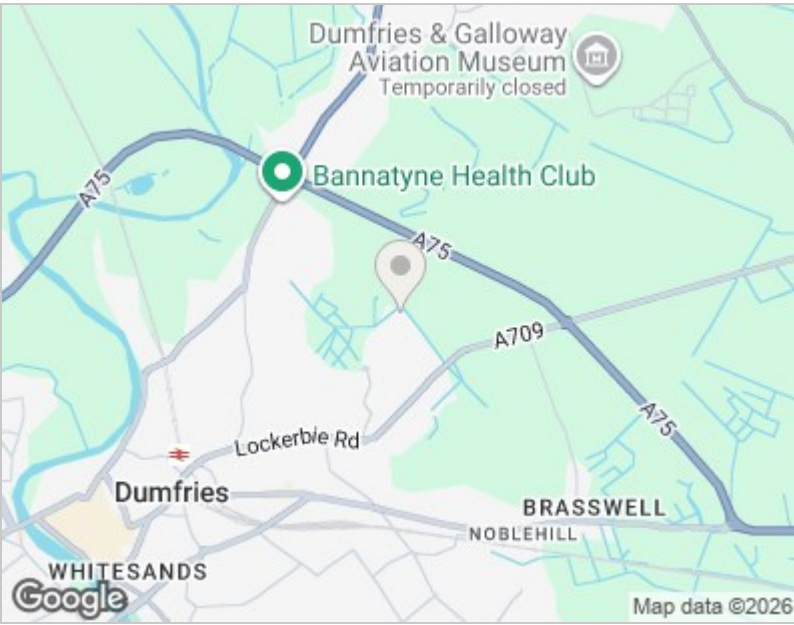 Dumfries & Galloway
Aviation Museum
Temporarily closed
A75
Bannatyne Health Club
A75
A709
A75
Lockerbie Rd
Dumfries
BRASSWELL
NOBLEHILL
WHITESANDS
Google
Map data ©2026